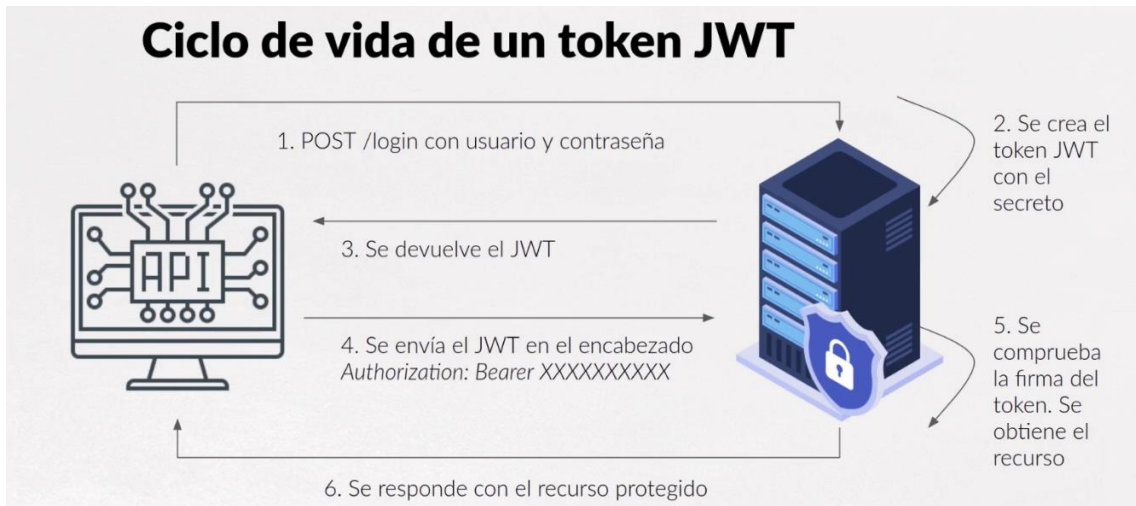 Ciclo de vida de un token JWT
1. POST /login con usuario y contraseña
2. Se crea el
token JWT
con el
secreto
API
3. Se devuelve el JWT
4. Se envía el JWT en el encabezado
Authorization: Bearer XXXXXXXXXX
5. Se
comprueba
la firma del
token. Se
obtiene el
recurso
6. Se responde con el recurso protegido